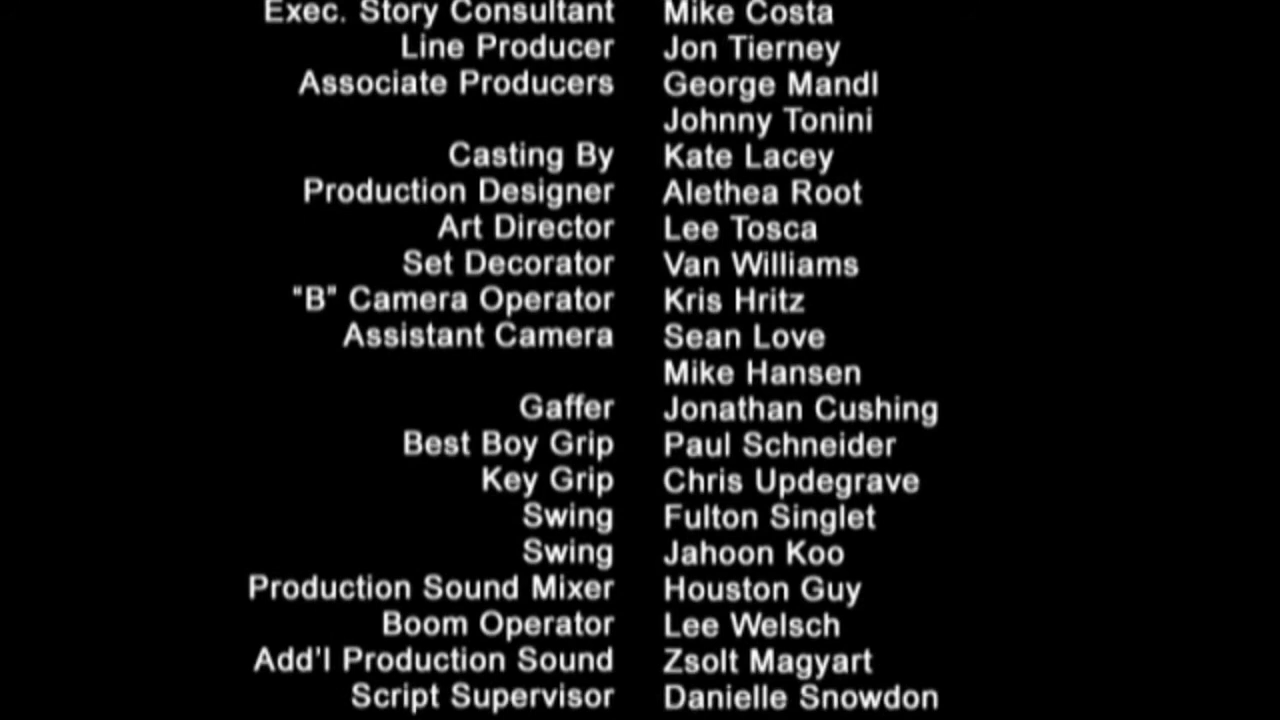 Exec. Story Consultant Mike Costa
Line Producer Jon Tierney
Associate Producers George Mandl
Johnny Tonini
Casting By Kate Lacey
Production Designer Alethea Root
Art Director Lee Tosca
Set Decorator Van Williams
"B" Camera Operator Kris Hritz
Assistant Camera Sean Love
Mike Hansen
Gaffer Jonathan Cushing
Best Boy Grip Paul Schneider
Key Grip Chris Updegrave
Swing Fulton Singlet
Swing Jahoon Koo
Production Sound Mixer Houston Guy
Boom Operator Lee Welsch
Add'l Production Sound Zsolt Magyart
Script Supervisor Danielle Snowdon